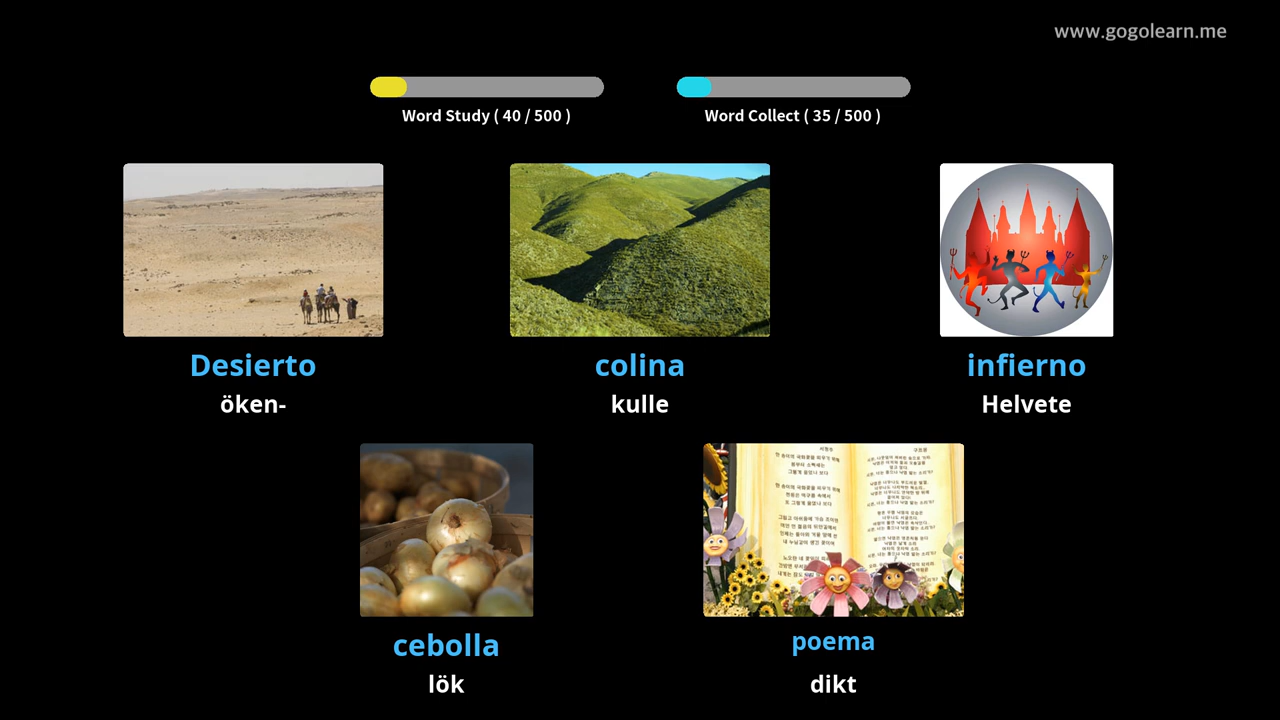 www.gogolearn.me
Word Study ( 40 / 500 )
Word Collect ( 35 / 500 )
Desierto
colina
infierno
öken-
kulle
Helvete
cebolla
poema
lök
dikt